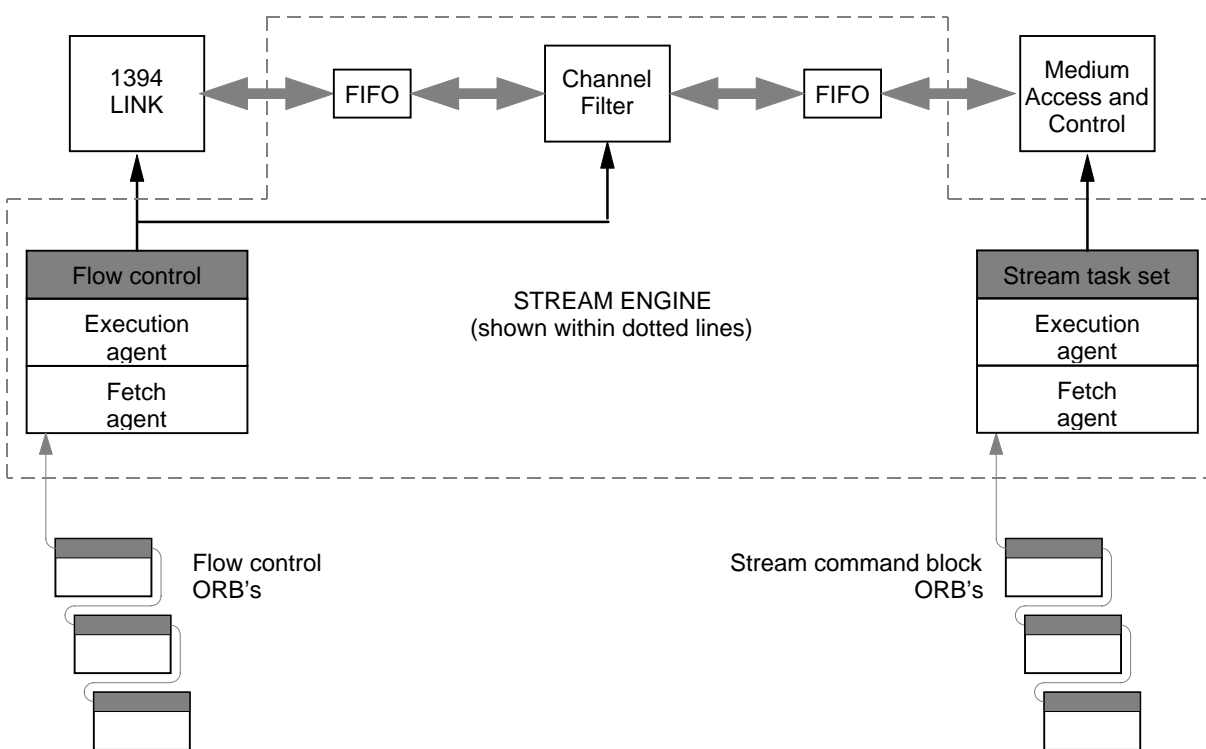 1394
LINK
FIFO
Channel
Filter
FIFO
Medium
Access and
Control
Flow control
Execution
agent
Fetch
agent
STREAM ENGINE
(shown within dotted lines)
Stream task set
Execution
agent
Fetch
agent
Flow control
ORB's
Stream command block
ORB's